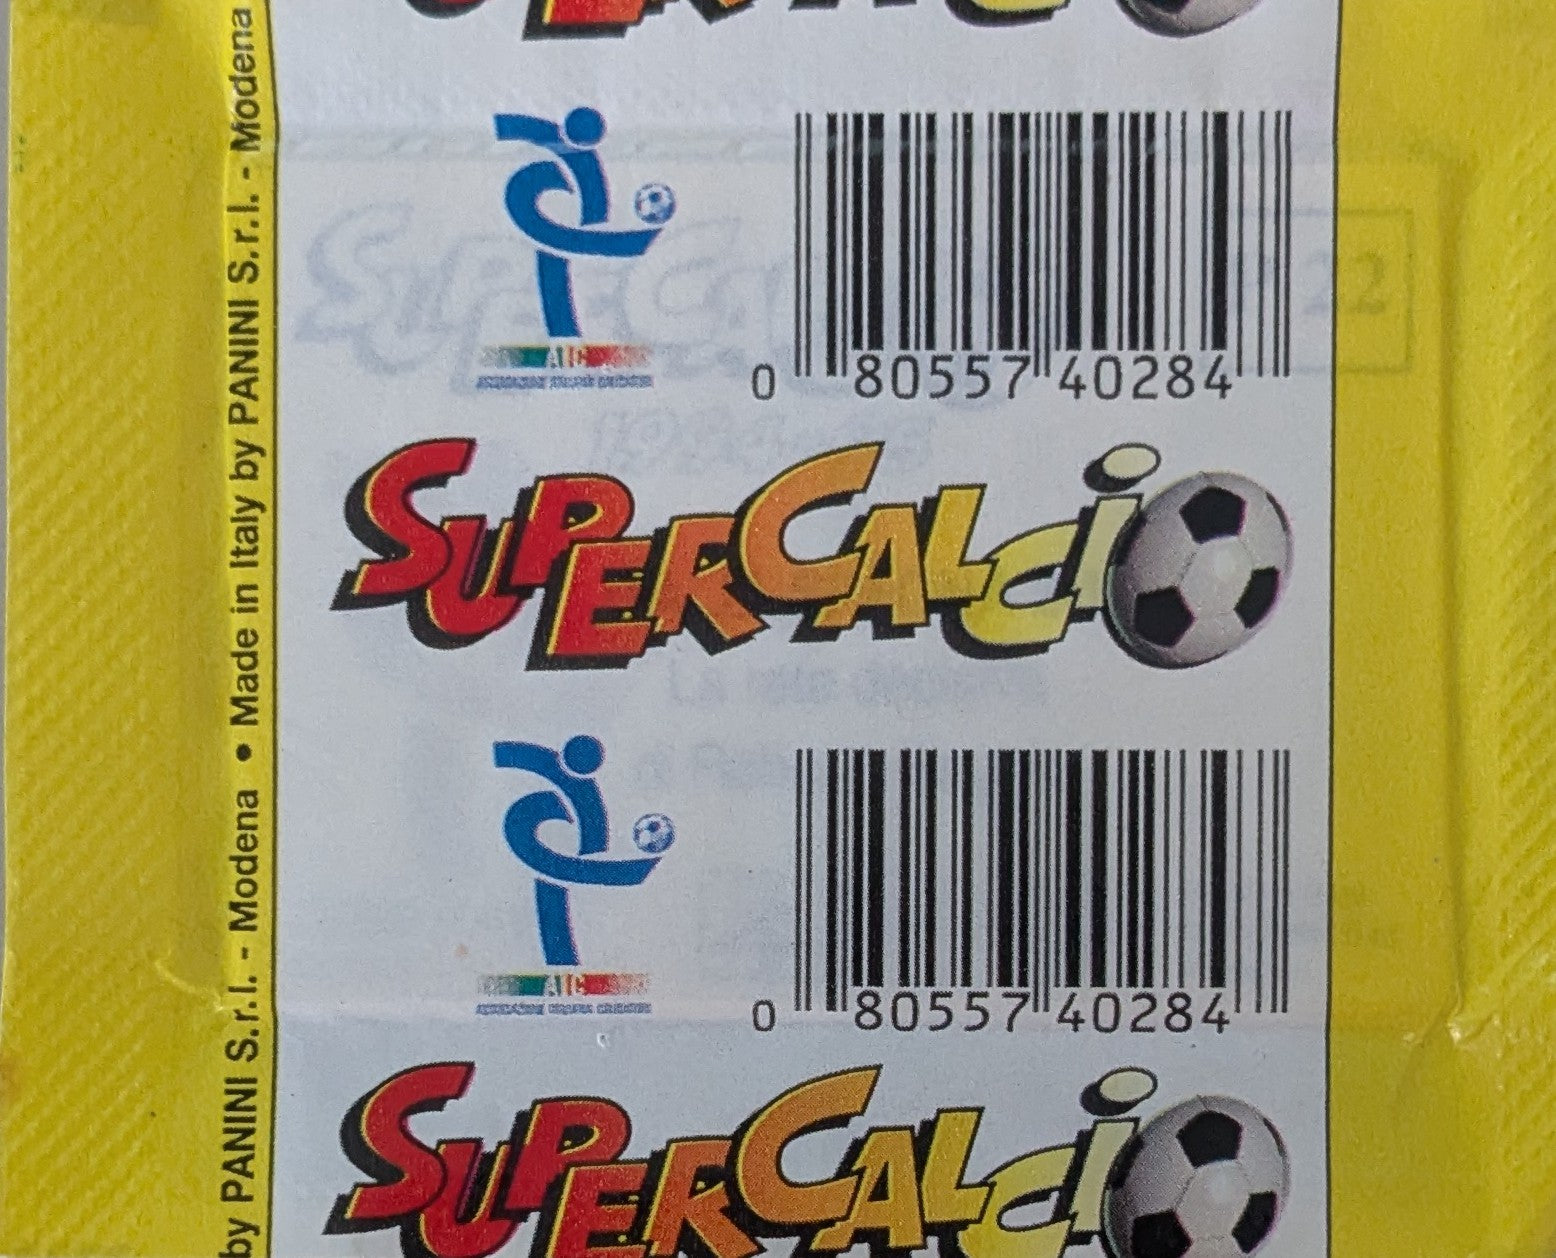 Made in Italy by PANINI S.r.l. - Modena
by PANINI S.r.l. - Modena •
AIC
0 80557 40284
SUPERCALCIO
AIC
0 80557 40284
SUPERCALCIO